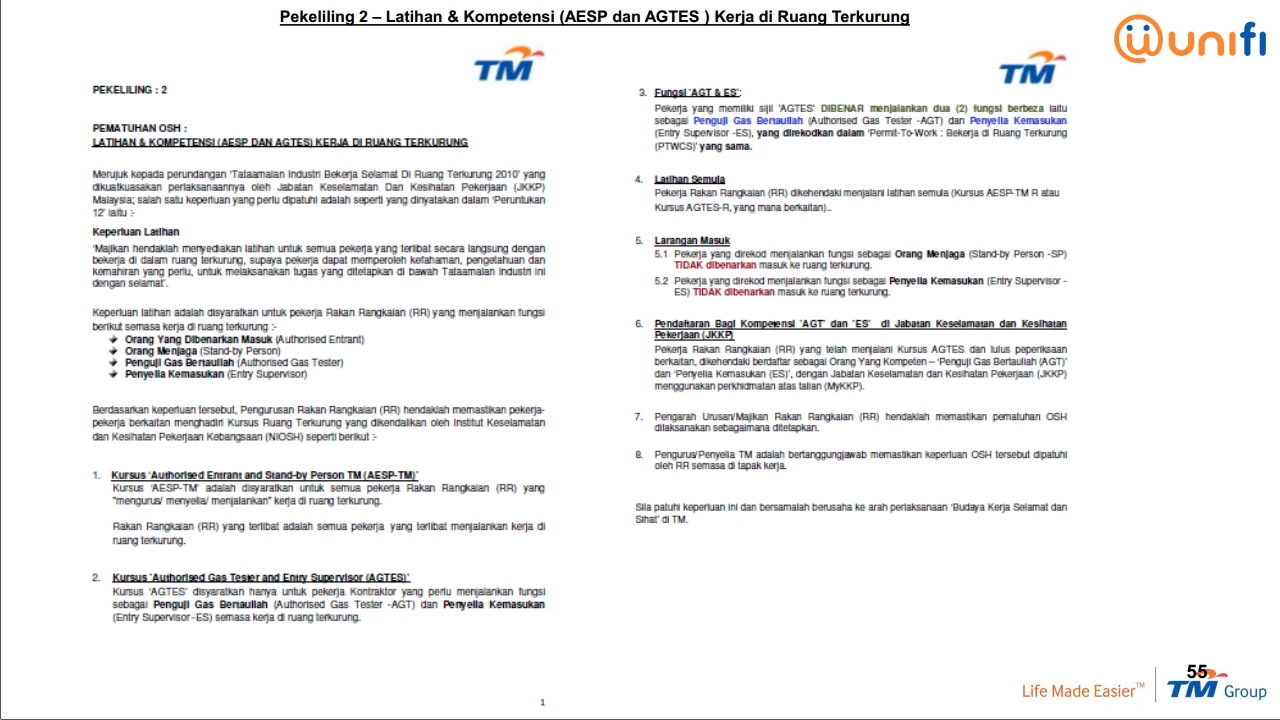 Pekeliling 2 – Latihan & Kompetensi (AESP dan AGTES ) Kerja di Ruang Terkurung
unifi
TM
PEKELILING : 2
PEMATUHAN OSH :
LATIHAN & KOMPETENSI (AESP DAN AGTES) KERJA DI RUANG TERKURUNG
Merujuk kepada perundangan 'Tataamalan Industri Bekerja Selamat Di Ruang Terkurung 2010' yang
dikuatkuasakan perlaksanaannya oleh Jabatan Keselamatan Dan Kesihatan Pekerjaan (JKKP)
Malaysia; salah satu keperluan yang perlu dipatuhi adalah seperti yang dinyatakan dalam 'Peruntukan
12' iaitu :-
Keperluan Latihan
'Majikan hendaklah menyediakan latihan untuk semua pekerja yang terlibat secara langsung dengan
bekerja di dalam ruang terkurung, supaya pekerja dapat memperoleh kefahaman, pengetahuan dan
kemahiran yang perlu, untuk melaksanakan tugas yang ditetapkan di bawah Tataamalan Industri ini
dengan selamat'.
Keperluan latihan adalah disyaratkan untuk pekerja Rakan Rangkaian (RR) yang menjalankan fungsi
berikut semasa kerja di ruang terkurung :-
Orang Yang Dibenarkan Masuk (Authorised Entrant)
Orang Menjaga (Stand-by Person)
Penguji Gas Bertauliah (Authorised Gas Tester)
Penyelia Kemasukan (Entry Supervisor)
Berdasarkan keperluan tersebut, Pengurusan Rakan Rangkaian (RR) hendaklah memastikan pekerja-
pekerja berkaitan menghadiri Kursus Ruang Terkurung yang dikendalikan oleh Institut Keselamatan
dan Kesihatan Pekerjaan Kebangsaan (NIOSH) seperti berikut :-
1. Kursus 'Authorised Entrant and Stand-by Person TM (AESP-TM)'
Kursus 'AESP-TM' adalah disyaratkan untuk semua pekerja Rakan Rangkaian (RR) yang
"mengurus/ menyelia/ menjalankan" kerja di ruang terkurung.
Rakan Rangkaian (RR) yang terlibat adalah semua pekerja yang terlibat menjalankan kerja di
ruang terkurung.
2. Kursus 'Authorised Gas Tester and Entry Supervisor (AGTES)'
Kursus 'AGTES' disyaratkan hanya untuk pekerja Kontraktor yang perlu menjalankan fungsi
sebagai Penguji Gas Bertauliah (Authorised Gas Tester -AGT) dan Penyelia Kemasukan
(Entry Supervisor -ES) semasa kerja di ruang terkurung.
1
TM
3. Fungsi 'AGT & ES':
Pekerja yang memiliki sijil 'AGTES' DIBENAR menjalankan dua (2) fungsi berbeza iaitu
sebagai Penguji Gas Bertauliah (Authorised Gas Tester -AGT) dan Penyelia Kemasukan
(Entry Supervisor -ES), yang direkodkan dalam 'Permit-To-Work : Bekerja di Ruang Terkurung
(PTWCS)' yang sama.
4. Latihan Semula
Pekerja Rakan Rangkaian (RR) dikehendaki menjalani latihan semula (Kursus AESP-TM R atau
Kursus AGTES-R, yang mana berkaitan)..
5. Larangan Masuk
5.1 Pekerja yang direkod menjalankan fungsi sebagai Orang Menjaga (Stand-by Person -SP)
TIDAK dibenarkan masuk ke ruang terkurung.
5.2 Pekerja yang direkod menjalankan fungsi sebagai Penyelia Kemasukan (Entry Supervisor -
ES) TIDAK dibenarkan masuk ke ruang terkurung.
6. Pendaftaran Bagi Kompetensi 'AGT' dan 'ES' di Jabatan Keselamatan dan Kesihatan
Pekerjaan (JKKP)
Pekerja Rakan Rangkaian (RR) yang telah menjalani Kursus AGTES dan lulus peperiksaan
berkaitan, dikehendaki berdaftar sebagai Orang Yang Kompeten – 'Penguji Gas Bertauliah (AGT)'
dan 'Penyelia Kemasukan (ES)', dengan Jabatan Keselamatan dan Kesihatan Pekerjaan (JKKP)
menggunakan perkhidmatan atas talian (MyKKP).
7. Pengarah Urusan/Majikan Rakan Rangkaian (RR) hendaklah memastikan pematuhan OSH
dilaksanakan sebagaimana ditetapkan.
8. Pengurus/Penyelia TM adalah bertanggungjawab memastikan keperluan OSH tersebut dipatuhi
oleh RR semasa di tapak kerja.
Sila patuhi keperluan ini dan bersamalah berusaha ke arah perlaksanaan 'Budaya Kerja Selamat dan
Sihat' di TM.
55
Life Made Easier™
TM Group